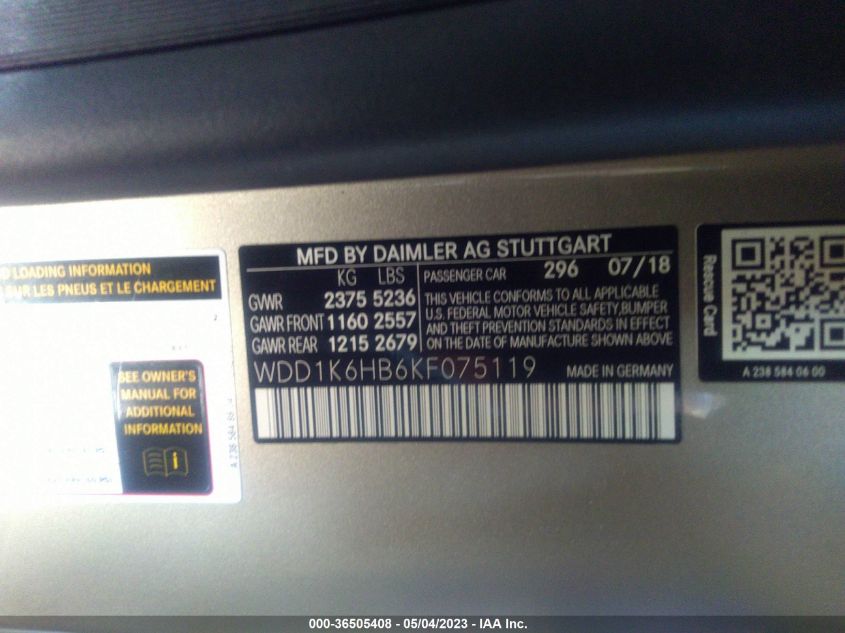 D LOADING INFORMATION
SUR LES PNEUS ET LE CHARGEMENT
SEE OWNER'S
MANUAL FOR
ADDITIONAL
INFORMATION
MFD BY DAIMLER AG STUTTGART
KG LBS
GVWR 2375 5236
GAWR FRONT 1160 2557
GAWR REAR 1215 2679
PASSENGER CAR 296 07/18
THIS VEHICLE CONFORMS TO ALL APPLICABLE
U.S. FEDERAL MOTOR VEHICLE SAFETY, BUMPER
AND THEFT PREVENTION STANDARDS IN EFFECT
ON THE DATE OF MANUFACTURE SHOWN ABOVE
WDD1K6HB6KF075119 MADE IN GERMANY
Rescue Card
A 238 584 06 00
000-36505408 - 05/04/2023 - IAA Inc.